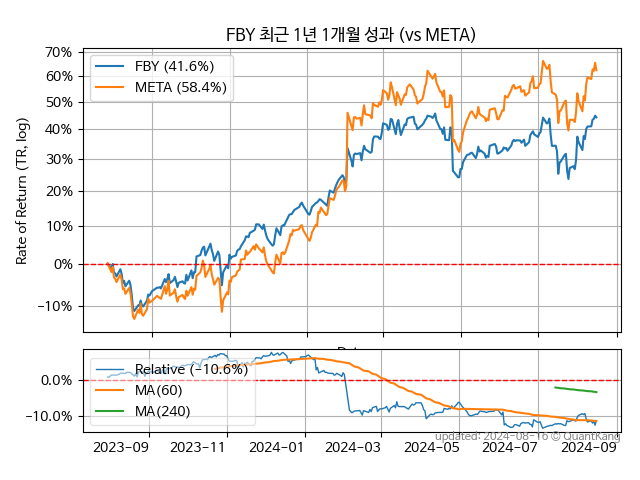 FBY 최근 1년 1개월 성과 (vs META)
Rate of Return (TR, log)
70%
60%
50%
40%
30%
20%
10%
0%
−10%
FBY (41.6%)
META (58.4%)
0.0%
−10.0%
Relative (−10.6%)
MA(60)
MA(240)
updated: 2024-08-16 © QuantKang
2023-09 2023-11 2024-01 2024-03 2024-05 2024-07 2024-09